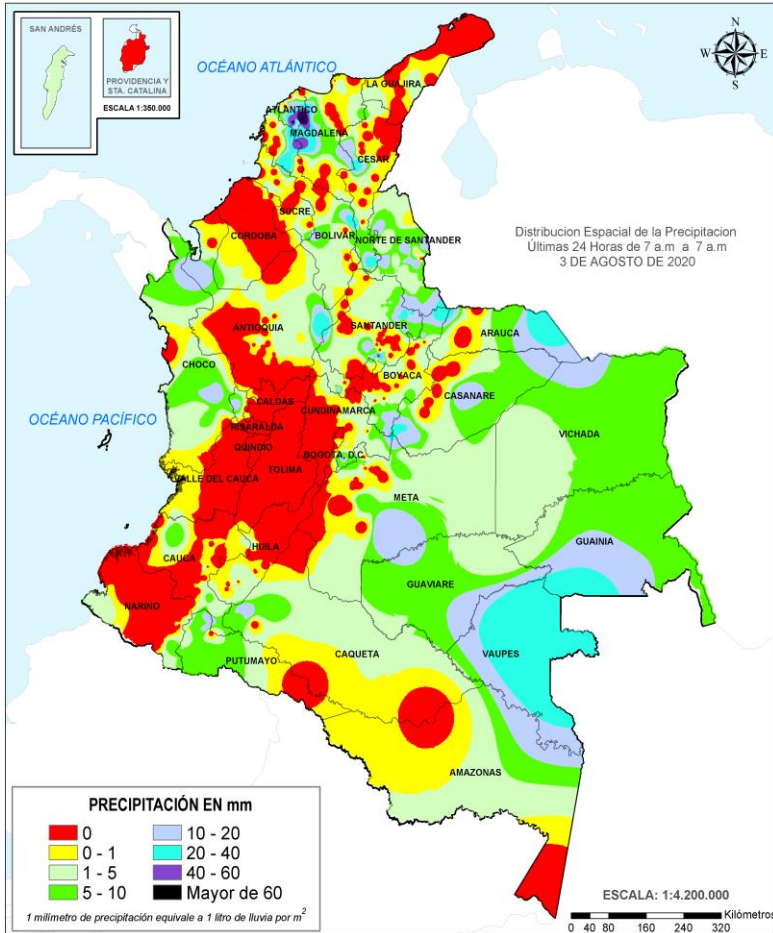 SAN ANDRÉS
PROVIDENCIA Y
STA. CATALINA
ESCALA 1:350.000
OCÉANO ATLÁNTICO
N
W
E
S
LA GUAJIRA
ATLANTICO
MAGDALENA
CESAR
SUCRE
CORDOBA
BOLIVAR
NORTE DE SANTANDER
Distribucion Espacial de la Precipitacion
Últimas 24 Horas de 7 a.m a 7 a.m
3 DE AGOSTO DE 2020
ANTIOQUIA
SANTANDER
ARAUCA
CHOCO
BOYACA
CASANARE
OCÉANO PACÍFICO
CALDAS
CUNDINAMARCA
RISARALDA
VICHADA
QUINDIO
BOGOTA, D.C.
TOLIMA
VALLE DEL CAUCA
META
GUAINIA
HUILA
CAUCA
GUAVIARE
NARIÑO
CAQUETA
VAUPES
PUTUMAYO
AMAZONAS
PRECIPITACIÓN EN mm
0
10 - 20
0 - 1
20 - 40
1 - 5
40 - 60
5 - 10
Mayor de 60
1 milímetro de precipitación equivale a 1 litro de lluvia por m²
ESCALA: 1:4.200.000
Kilómetros
0 40 80 160 240 320